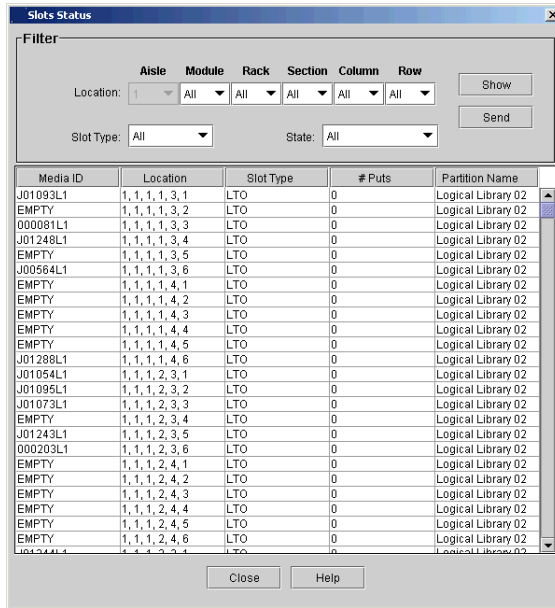 Slots Status
Filter
Aisle Module Rack Section Column Row
Location: 1 All All All All All Show
Send
Slot Type: All State: All
Media ID Location Slot Type # Puts Partition Name
J01093L1 1, 1, 1, 1, 3, 1 LTO 0 Logical Library 02
EMPTY 1, 1, 1, 1, 3, 2 LTO 0 Logical Library 02
000081L1 1, 1, 1, 1, 3, 3 LTO 0 Logical Library 02
J01248L1 1, 1, 1, 1, 3, 4 LTO 0 Logical Library 02
EMPTY 1, 1, 1, 1, 3, 5 LTO 0 Logical Library 02
J00564L1 1, 1, 1, 1, 3, 6 LTO 0 Logical Library 02
EMPTY 1, 1, 1, 1, 4, 1 LTO 0 Logical Library 02
EMPTY 1, 1, 1, 1, 4, 2 LTO 0 Logical Library 02
EMPTY 1, 1, 1, 1, 4, 3 LTO 0 Logical Library 02
EMPTY 1, 1, 1, 1, 4, 4 LTO 0 Logical Library 02
EMPTY 1, 1, 1, 1, 4, 5 LTO 0 Logical Library 02
J01288L1 1, 1, 1, 1, 4, 6 LTO 0 Logical Library 02
J01054L1 1, 1, 1, 2, 3, 1 LTO 0 Logical Library 02
J01095L1 1, 1, 1, 2, 3, 2 LTO 0 Logical Library 02
J01073L1 1, 1, 1, 2, 3, 3 LTO 0 Logical Library 02
EMPTY 1, 1, 1, 2, 3, 4 LTO 0 Logical Library 02
J01243L1 1, 1, 1, 2, 3, 5 LTO 0 Logical Library 02
000203L1 1, 1, 1, 2, 3, 6 LTO 0 Logical Library 02
EMPTY 1, 1, 1, 2, 4, 1 LTO 0 Logical Library 02
EMPTY 1, 1, 1, 2, 4, 2 LTO 0 Logical Library 02
EMPTY 1, 1, 1, 2, 4, 3 LTO 0 Logical Library 02
EMPTY 1, 1, 1, 2, 4, 4 LTO 0 Logical Library 02
EMPTY 1, 1, 1, 2, 4, 5 LTO 0 Logical Library 02
EMPTY 1, 1, 1, 2, 4, 6 LTO 0 Logical Library 02
LTO 0 Logical Library 02
Close Help